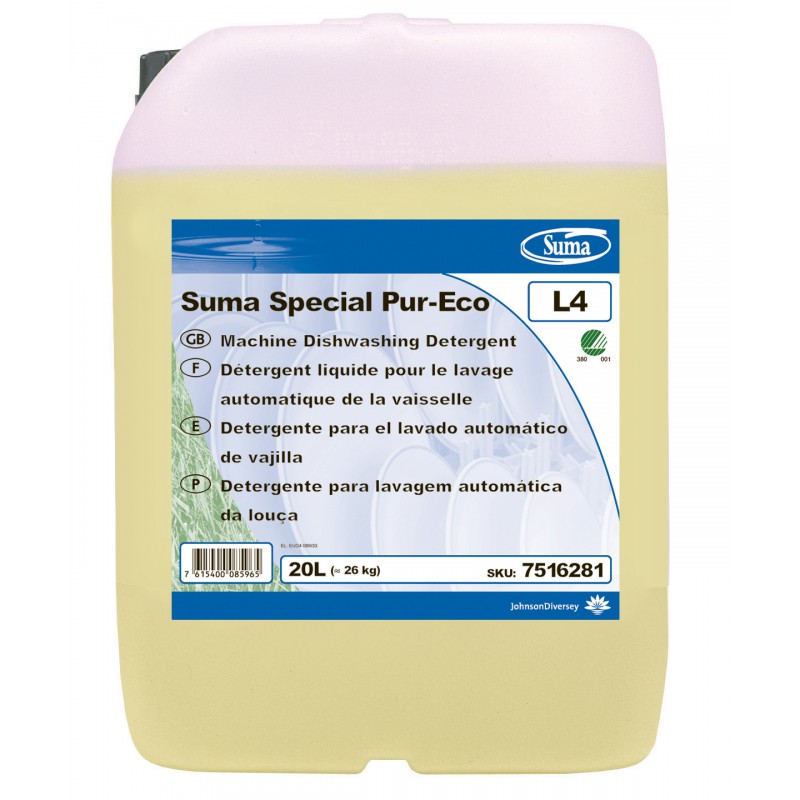 Suma
Suma Special Pur-Eco
L4
GB Machine Dishwashing Detergent
380 001
F Détergent liquide pour le lavage
automatique de la vaisselle
E Detergente para el lavado automático
de vajilla
P Detergente para lavagem automática
da louça
7 615400 085965
20L (≈ 26 kg)
SKU: 7516281
JohnsonDiversey